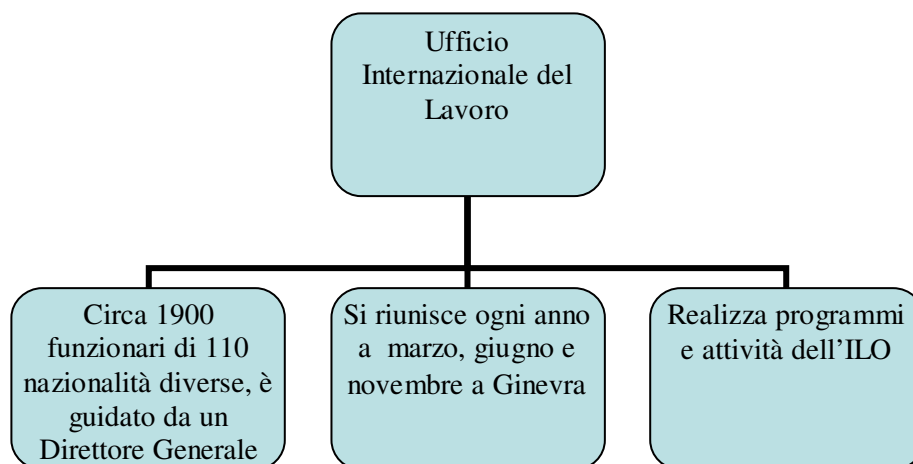 Ufficio
Internazionale del
Lavoro
Circa 1900
funzionari di 110
nazionalità diverse, è
guidato da un
Direttore Generale
Si riunisce ogni anno
a marzo, giugno e
novembre a Ginevra
Realizza programmi
e attività dell’ILO